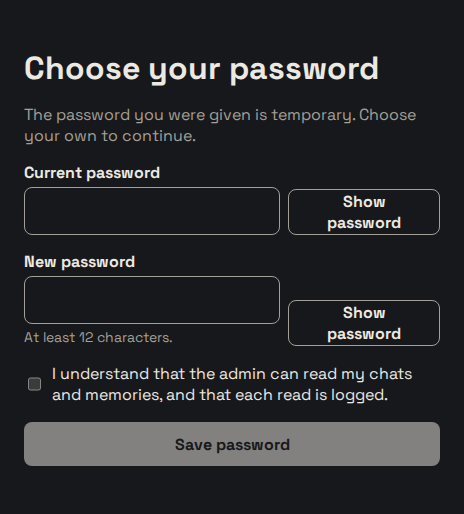 Choose your password
The password you were given is temporary. Choose
your own to continue.
Current password
Show
password
New password
Show
password
At least 12 characters.
I understand that the admin can read my chats
and memories, and that each read is logged.
Save password